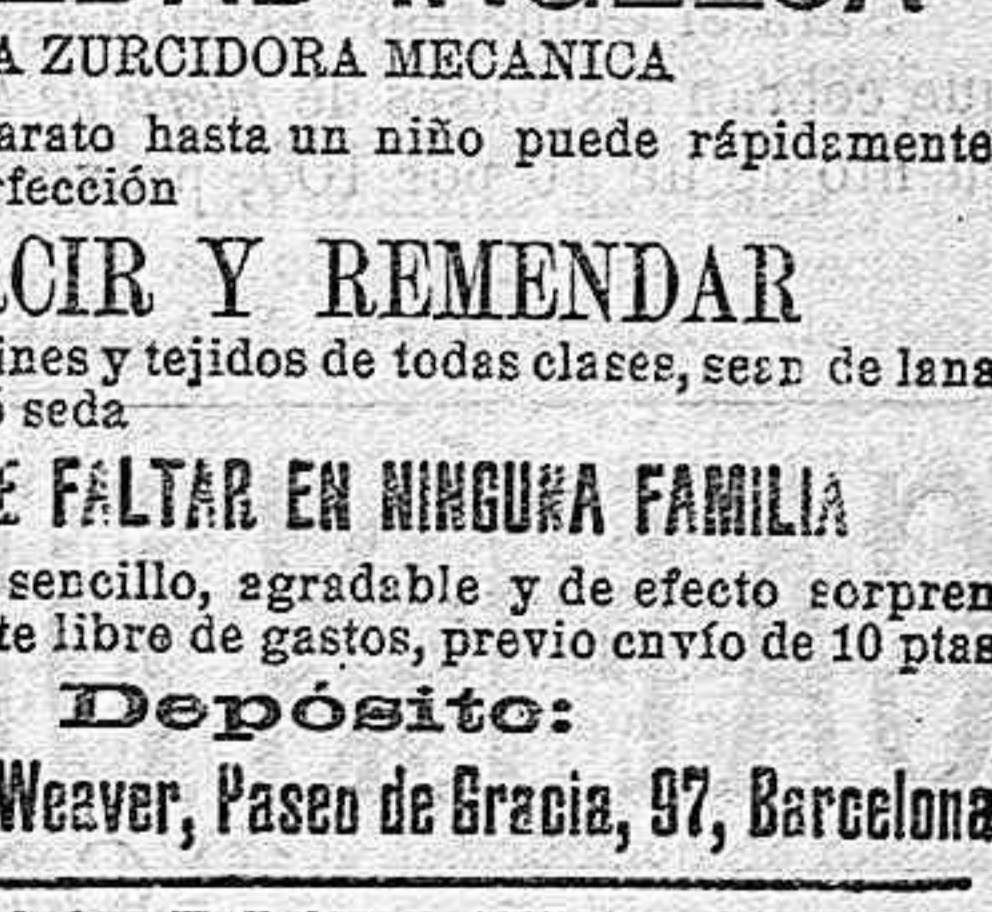 A ZURCIDORA MECANICA
arato hasta un niño puede rápidamente
fección
CIR Y REMENDAR
ines y tejidos de todas clases, sean de lana
ó seda
E FALTAR EN NINGUNA FAMILIA
sencillo, agradable y de efecto sorpren
te libre de gastos, previo envío de 10 ptas
Depósito:
Weaver, Paseo de Gracia, 97, Barcelona